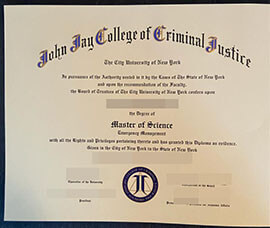 John Jay College of Criminal Justice
The City University of New York
In pursuance of the Authority vested in it by the Laws of The State of New York
and upon the recommendation of the Faculty,
the Board of Trustees of The City University of New York confers upon
the Degree of
Master of Science
Emergency Management
with all the Rights and Privileges pertaining thereto and has granted this Diploma as evidence.
Given in the City of New York in the State of New York
President